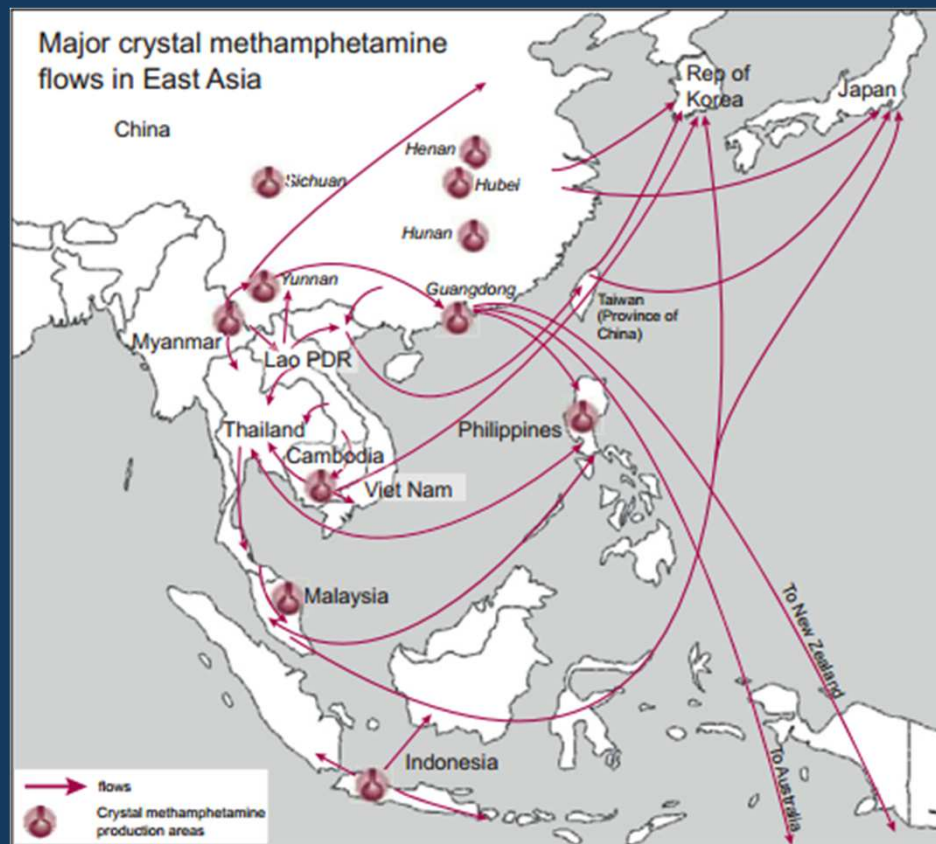 Major crystal methamphetamine
flows in East Asia
China
Rep of
Korea
Japan
Henan
Sichuan
Hubei
Hunan
Yunnan
Guangdong
Taiwan
(Province of
China)
Myanmar
Lao PDR
Thailand
Philippines
Cambodia
Viet Nam
Malaysia
To New Zealand
Indonesia
To Australia
flows
Crystal methamphetamine
production areas